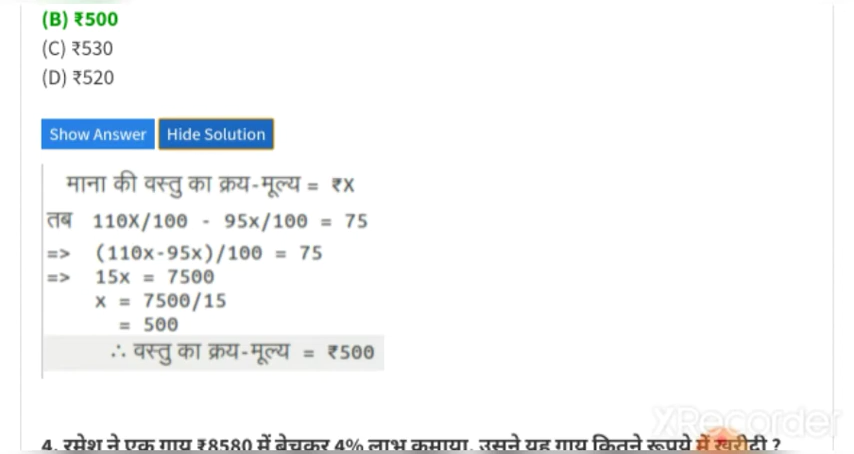 (B) ₹500
(C) ₹530
(D) ₹520
Show Answer Hide Solution
माना की वस्तु का क्रय-मूल्य = ₹X
तब 110X/100 - 95x/100 = 75
=> (110x-95x)/100 = 75
=> 15x = 7500
x = 7500/15
= 500
∴ वस्तु का क्रय-मूल्य = ₹500
XRecorder
4. रमेश ने एक गाय ₹8580 में बेचकर 4% लाभ कमाया. उसने यह गाय कितने रूपये में खरीदी ?